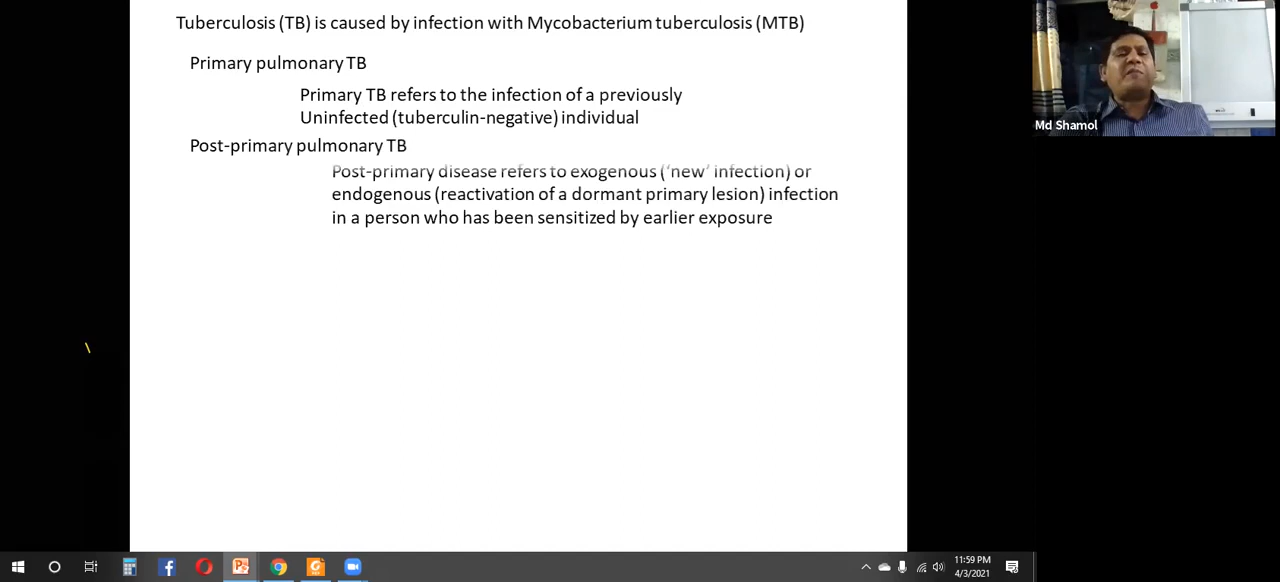 Tuberculosis (TB) is caused by infection with Mycobacterium tuberculosis (MTB)
Primary pulmonary TB
Primary TB refers to the infection of a previously
Uninfected (tuberculin-negative) individual
Post-primary pulmonary TB
Post-primary disease refers to exogenous (‘new’ infection) or
endogenous (reactivation of a dormant primary lesion) infection
in a person who has been sensitized by earlier exposure
Md Shamol
11:59 PM
4/3/2021